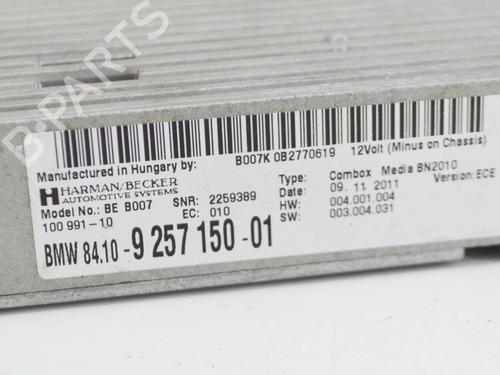 B-PARTS
B007K 0B2770619 12Volt (Minus on Chassis)
Manufactured in Hungary by:
HARMAN/BECKER
AUTOMOTIVE SYSTEMS
Type: Combox Media BN2010
Date: 09. 11. 2011 Version: ECE
Model No.: BE B007 SNR: 2259389 HW: 004.001.004
100 991-10 EC: 010 SW: 003.004.031
BMW 84.10 - 9 257 150 - 01